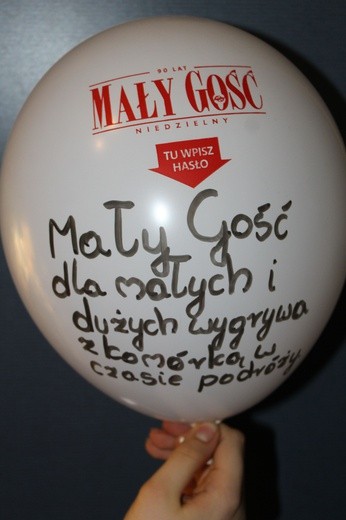 90 LAT
MAŁY GOŚĆ
NIEDZIELNY
TU WPISZ
HASŁO
Mały Gość
dla małych i
dużych wygrywa
z komórką w
czasie podróży